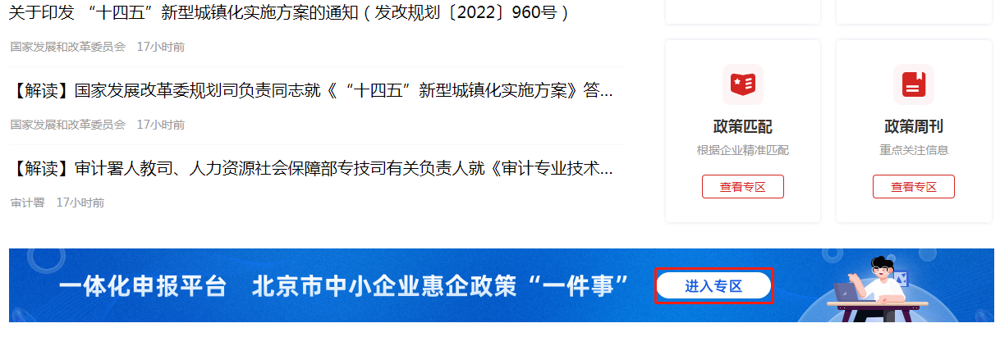 关于印发 “十四五”新型城镇化实施方案的通知（发改规划〔2022〕960号）
国家发展和改革委员会 17小时前
【解读】国家发展改革委规划司负责同志就《 “十四五”新型城镇化实施方案》答...
国家发展和改革委员会 17小时前
【解读】审计署人教司、人力资源社会保障部专技司有关负责人就《审计专业技术...
审计署 17小时前
政策匹配
根据企业精准匹配
查看专区
政策周刊
重点关注信息
查看专区
一体化申报平台 北京市中小企业惠企政策“一件事”
进入专区